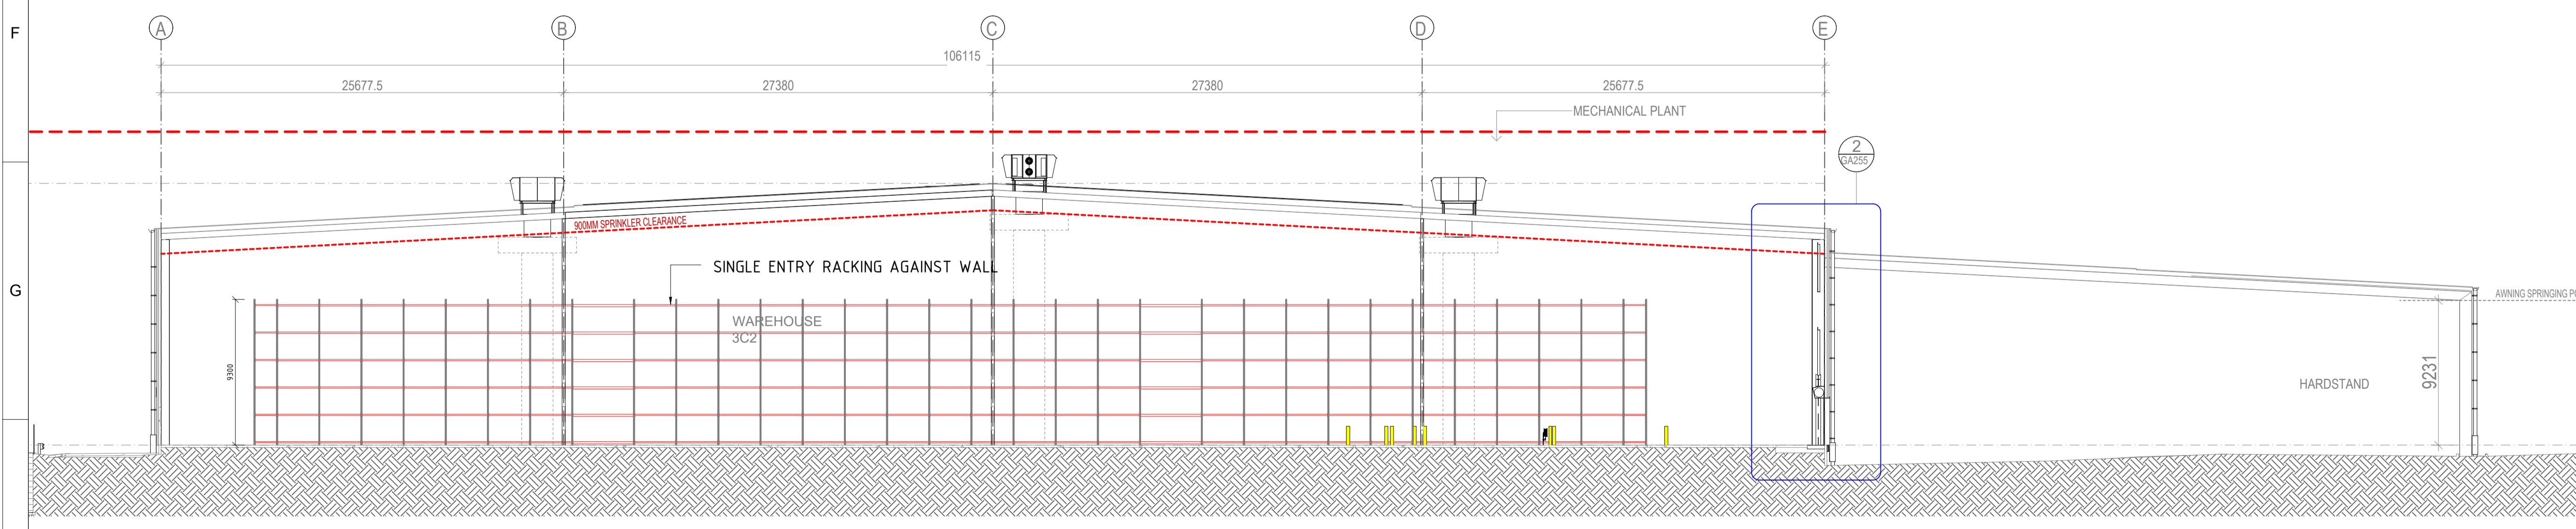 F
A
B
C
D
E
106115
25677.5
27380
27380
25677.5
MECHANICAL PLANT
2
GA255
900MM SPRINKLER CLEARANCE
SINGLE ENTRY RACKING AGAINST WALL
G
AWNING SPRINGING
WAREHOUSE
3C2
9300
9231
HARDSTAND